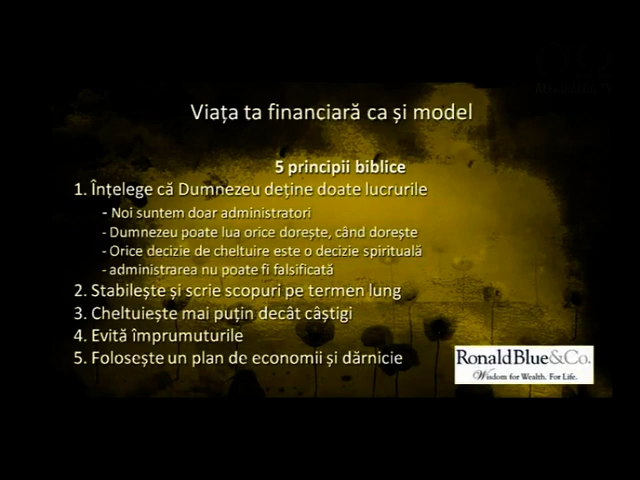 Viața ta financiară ca și model
5 principii biblice
1. Înțelege că Dumnezeu deține doate lucrurile
- Noi suntem doar administratori
- Dumnezeu poate lua orice dorește, când dorește
- Orice decizie de cheltuire este o decizie spirituală
- administrarea nu poate fi falsificată
2. Stabilește și scrie scopuri pe termen lung
3. Cheltuiește mai puțin decât câștigi
4. Evită împrumuturile
5. Folosește un plan de economii și dărnicie
RonaldBlue&Co.
Wisdom for Wealth. For Life.